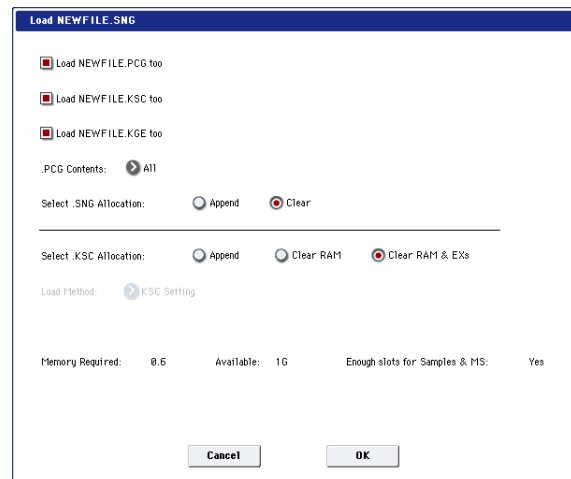 Load NEWFILE.SNG
Load NEWFILE.PCG too
Load NEWFILE.KSC too
Load NEWFILE.KGE too
.PCG Contents: All
Select .SNG Allocation: Append Clear
Select .KSC Allocation: Append Clear RAM Clear RAM & EXs
Load Method: KSC Setting
Memory Required: 0.6 Available: 1G Enough slots for Samples & MS: Yes
Cancel OK